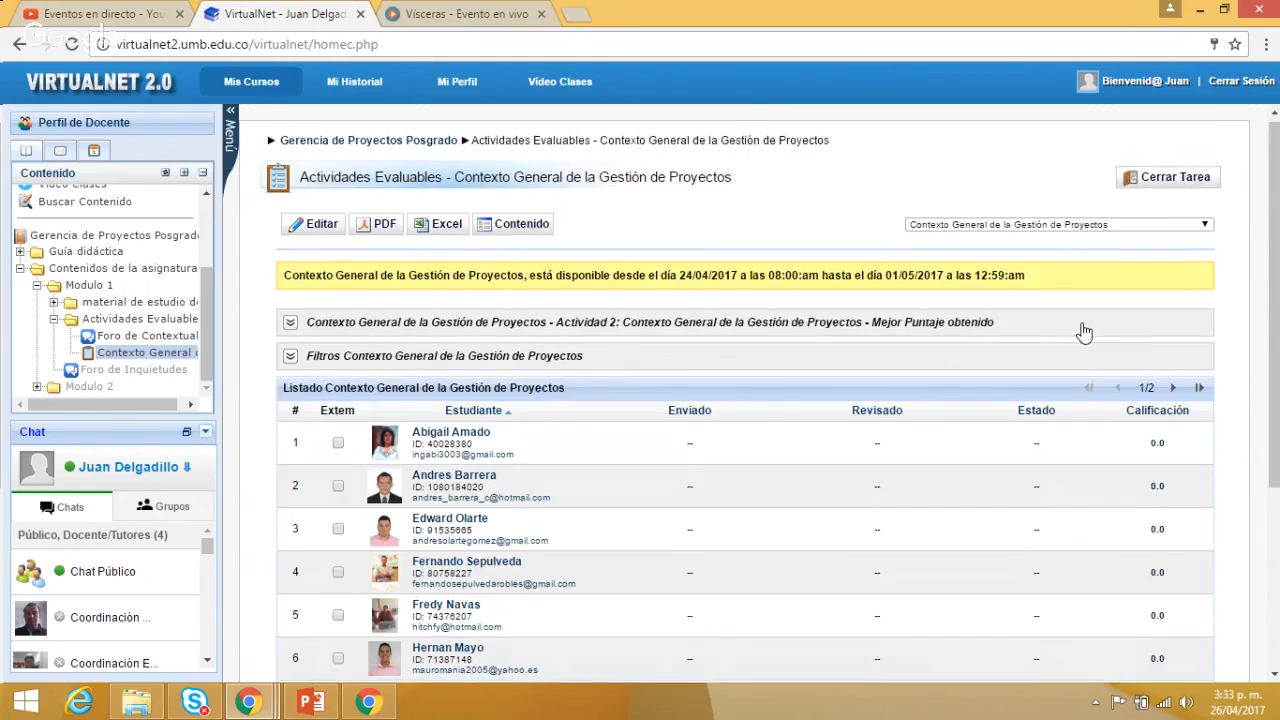 Eventos en directo - You
VirtualNet - Juan Delgad
Vísceras - Evento en vivo
Google
virtualnet2.umb.edu.co/virtualnet/homec.php
VIRTUALNET 2.0
Mis Cursos
Mi Historial
Mi Perfil
Vídeo Clases
Bienvenid@ Juan | Cerrar Sesión
Perfil de Docente
Contenido
Video Clases
Buscar Contenido
Gerencia de Proyectos Posgrado
Guía didáctica
Contenidos de la asignatura
Modulo 1
material de estudio de
Actividades Evaluable
Foro de Contextual
Contexto General
Foro de Inquietudes
Modulo 2
Chat
Juan Delgadillo
Chats
Grupos
Público, Docente/Tutores (4)
Chat Público
Coordinación ...
Coordinación E...
Menú
Gerencia de Proyectos Posgrado Actividades Evaluables - Contexto General de la Gestión de Proyectos
Actividades Evaluables - Contexto General de la Gestión de Proyectos
Cerrar Tarea
Editar
PDF
Excel
Contenido
Contexto General de la Gestión de Proyectos
Contexto General de la Gestión de Proyectos, está disponible desde el día 24/04/2017 a las 08:00:am hasta el día 01/05/2017 a las 12:59:am
Contexto General de la Gestión de Proyectos - Actividad 2: Contexto General de la Gestión de Proyectos - Mejor Puntaje obtenido
Filtros Contexto General de la Gestión de Proyectos
Listado Contexto General de la Gestión de Proyectos
1/2
# Extem Estudiante Enviado Revisado Estado Calificación
1 Abigail Amado -- -- -- 0.0
ID: 40028380
ingabi3003@gmail.com
2 Andres Barrera -- -- -- 0.0
ID: 1080184020
andres_barrera_c@hotmail.com
3 Edward Olarte -- -- -- 0.0
ID: 91535665
andresolartegomez@gmail.com
4 Fernando Sepulveda -- -- -- 0.0
ID: 80758227
fernandosepulvedarobles@gmail.com
5 Fredy Navas -- -- -- 0.0
ID: 74376207
hitchfy@hotmail.com
6 Hernan Mayo -- -- -- 0.0
ID: 71387148
mauromania2005@yahoo.es
3:33 p. m.
26/04/2017